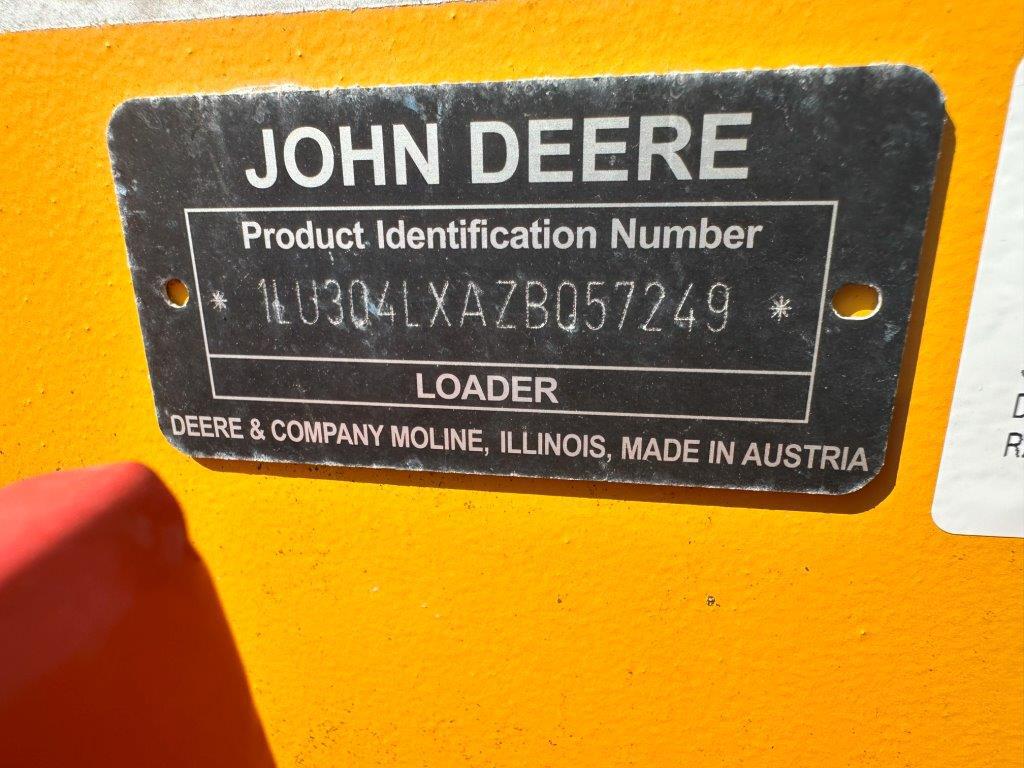 JOHN DEERE
Product Identification Number
* 1LU304LXAZB057249 *
LOADER
DEERE & COMPANY MOLINE, ILLINOIS, MADE IN AUSTRIA